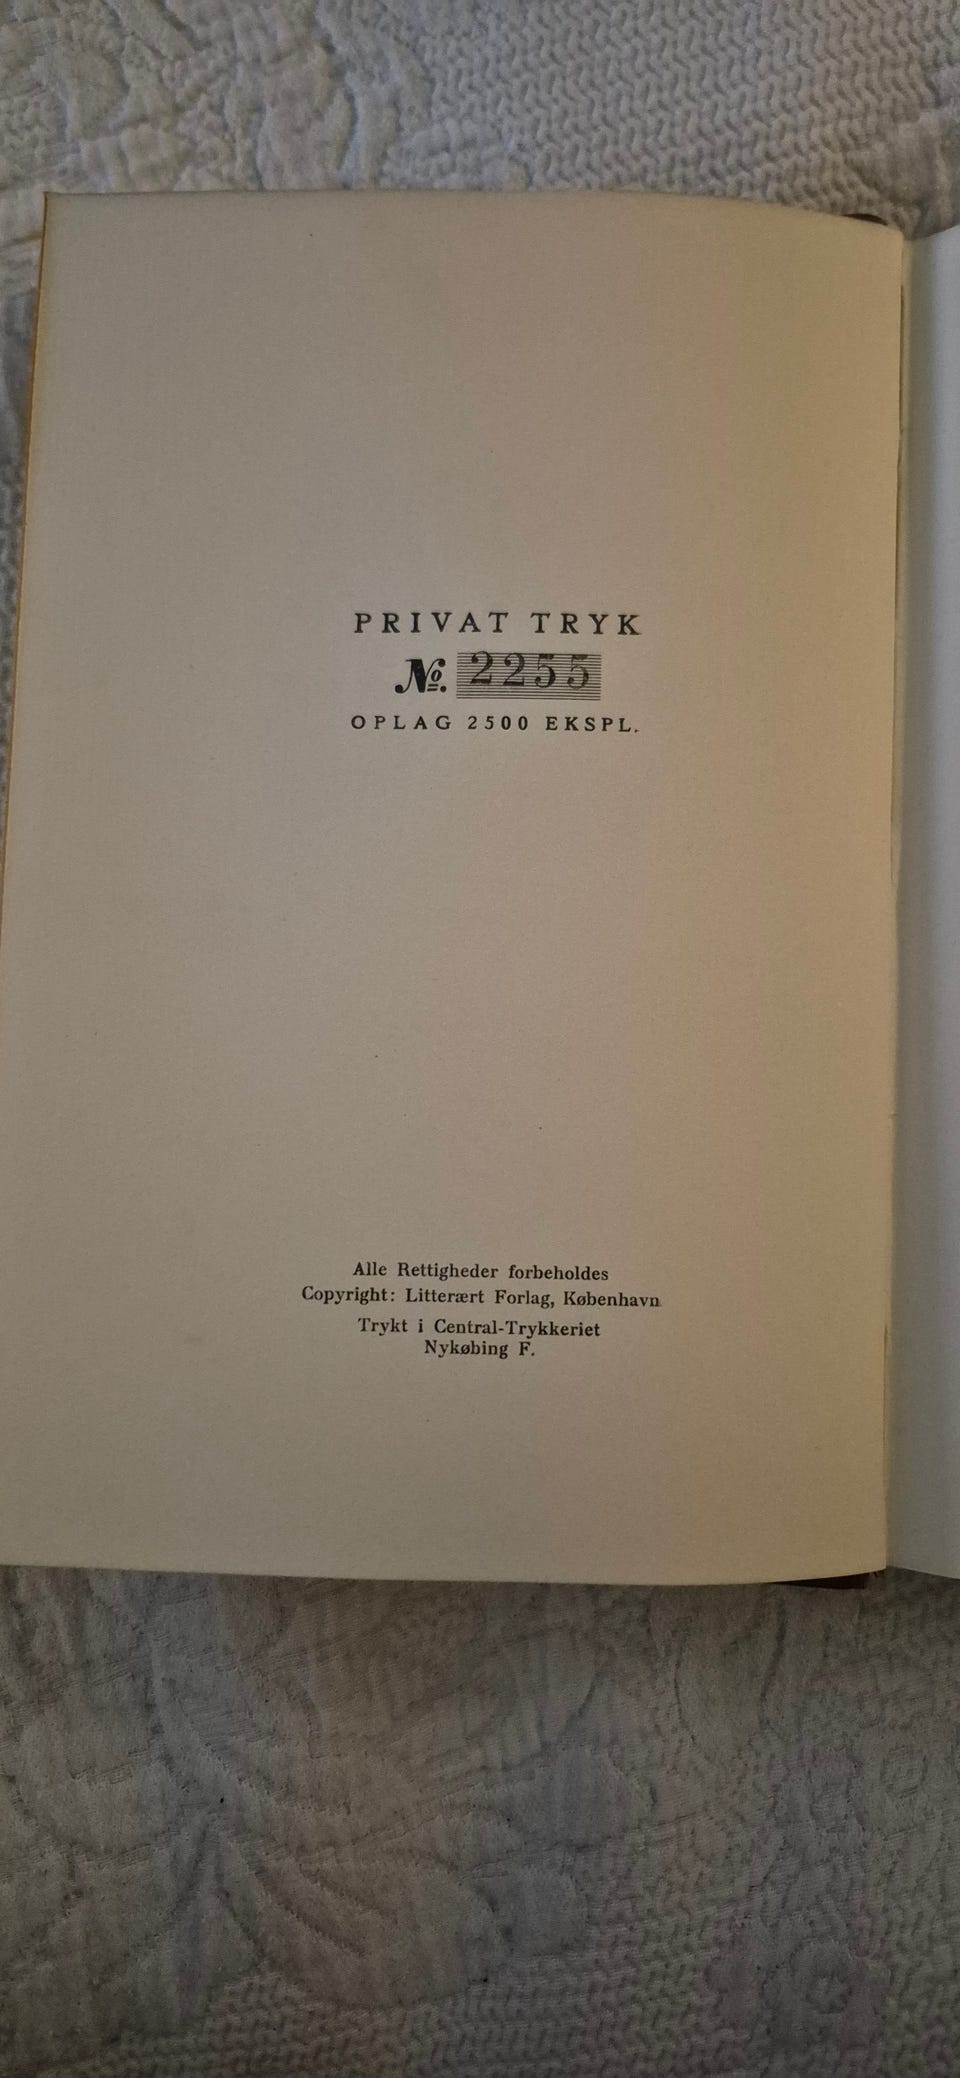 PRIVAT TRYK
No. 2255
OPLAG 2500 EKSPL.
Alle Rettigheder forbeholdes
Copyright: Litterært Forlag, København
Trykt i Central-Trykkeriet
Nykøbing F.